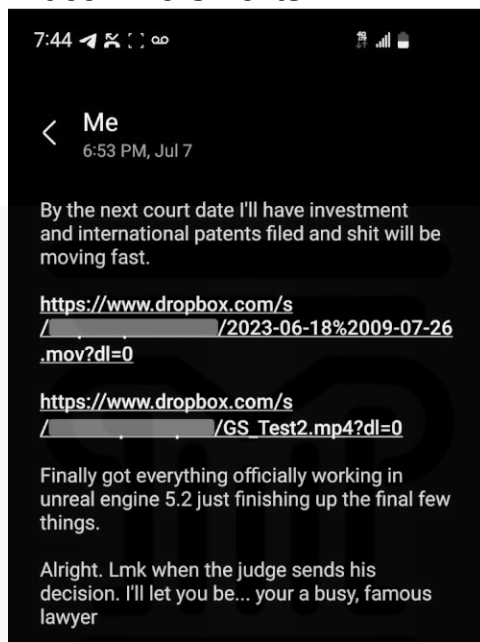 7:44
4G
Me
6:53 PM, Jul 7
By the next court date I'll have investment
and international patents filed and shit will be
moving fast.
https://www.dropbox.com/s
/ /2023-06-18%2009-07-26
.mov?dl=0
https://www.dropbox.com/s
/ /GS_Test2.mp4?dl=0
Finally got everything officially working in
unreal engine 5.2 just finishing up the final few
things.
Alright. Lmk when the judge sends his
decision. I'll let you be... your a busy, famous
lawyer